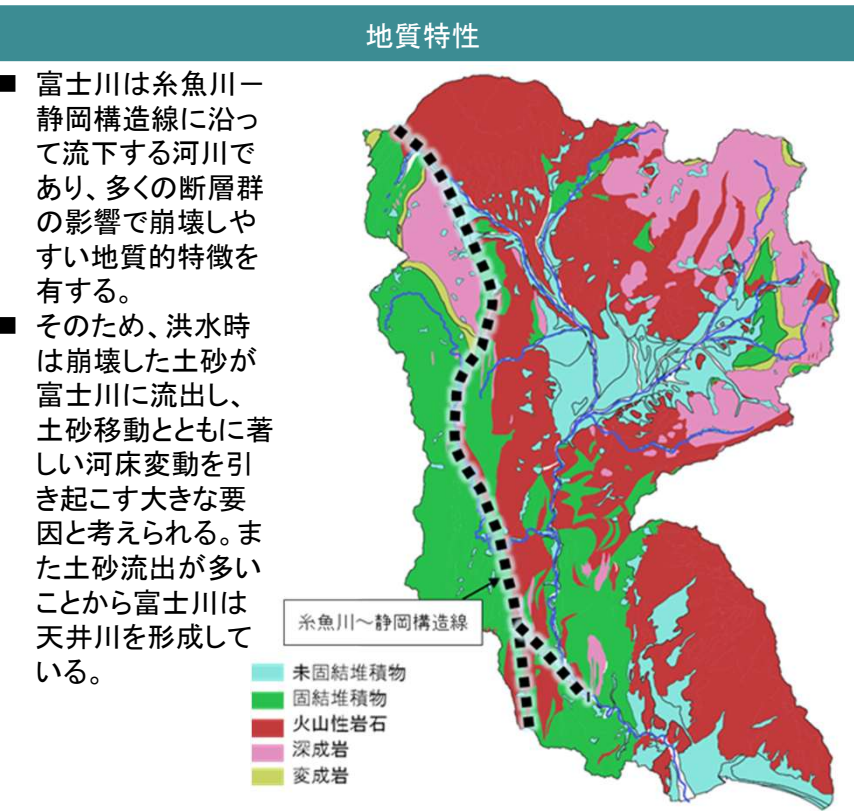 地質特性
■ 富士川は糸魚川－
静岡構造線に沿っ
て流下する河川で
あり、多くの断層群
の影響で崩壊しや
すい地質的特徴を
有する。
■ そのため、洪水時
は崩壊した土砂が
富士川に流出し、
土砂移動とともに著
しい河床変動を引
き起こす大きな要
因と考えられる。ま
た土砂流出が多い
ことから富士川は
天井川を形成して
いる。
糸魚川～静岡構造線
未固結堆積物
固結堆積物
火山性岩石
深成岩
変成岩